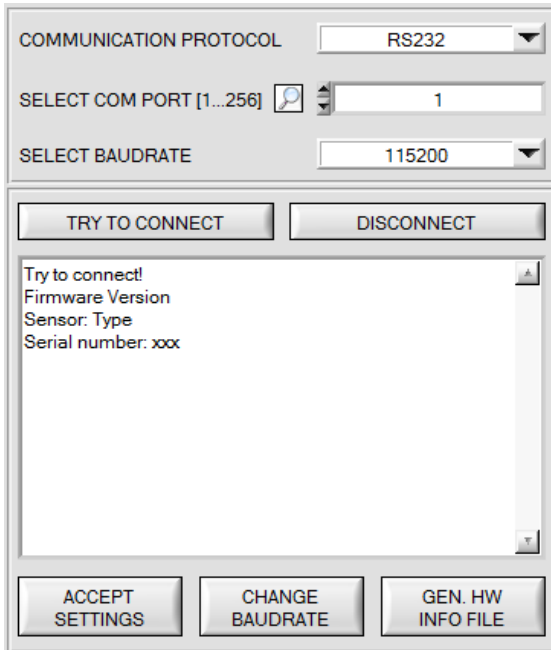 COMMUNICATION PROTOCOL RS232
SELECT COM PORT [1...256] 1
SELECT BAUDRATE 115200
TRY TO CONNECT DISCONNECT
Try to connect!
Firmware Version
Sensor: Type
Serial number: xxx
ACCEPT SETTINGS
CHANGE BAUDRATE
GEN. HW INFO FILE